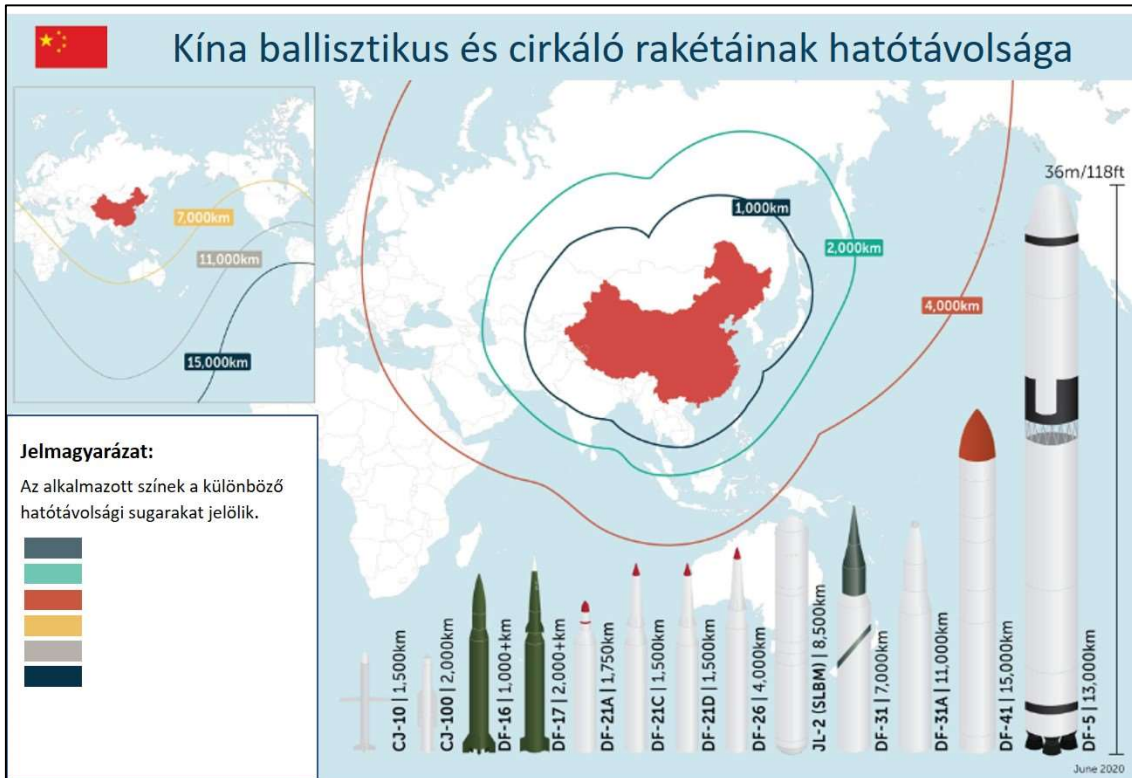 Kína ballisztikus és cirkáló rakétáinak hatótávolsága
7,000km
11,000km
15,000km
1,000km
2,000km
4,000km
36m/118ft
Jelmagyarázat:
Az alkalmazott színek a különböző
hatótávolsági sugarakat jelölik.
CJ-10 | 1,500km
CJ-100 | 2,000km
DF-16 | 1,000+km
DF-17 | 2,000+km
DF-21A | 1,750km
DF-21C | 1,500km
DF-21D | 1,500km
DF-26 | 4,000km
JL-2 (SLBM) | 8,500km
DF-31 | 7,000km
DF-31A | 11,000km
DF-41 | 15,000km
DF-5 | 13,000km
June 2020